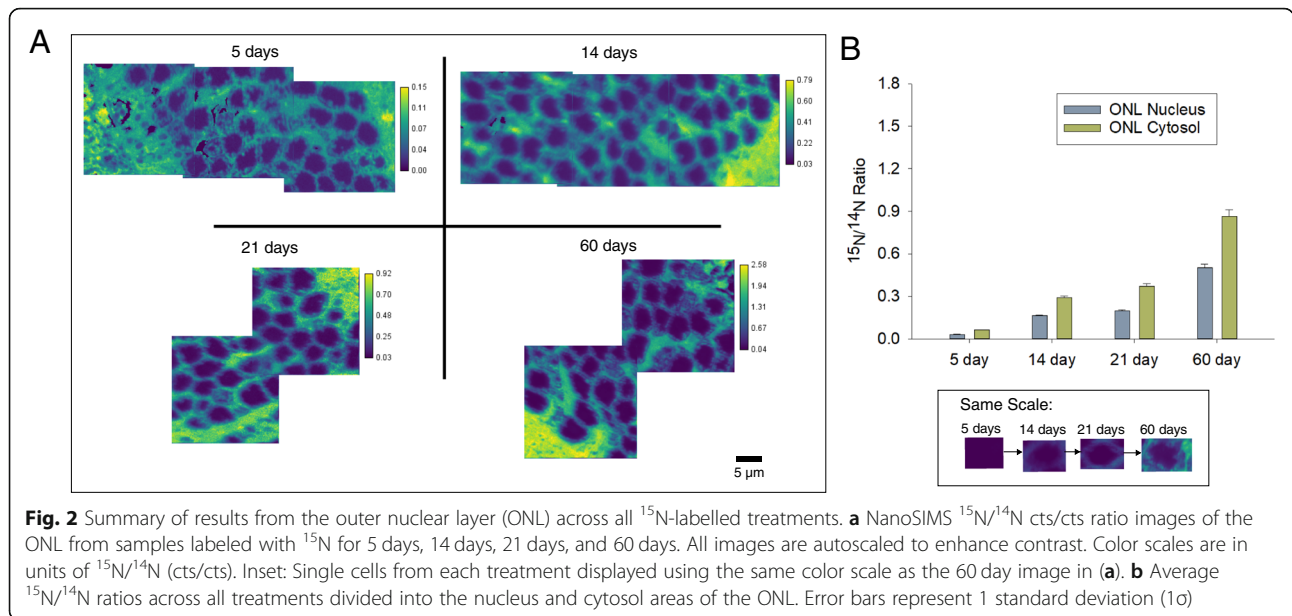 A
5 days
0.15
0.11
0.07
0.04
0.00
14 days
0.79
0.60
0.41
0.22
0.03
21 days
0.92
0.70
0.48
0.25
0.03
60 days
2.58
1.94
1.31
0.67
0.04
5 µm
B
1.8
1.5
1.2
0.9
0.6
0.3
0.0
¹⁵N/¹⁴N Ratio
ONL Nucleus
ONL Cytosol
5 day 14 day 21 day 60 day
Same Scale:
5 days 14 days 21 days 60 days
Fig. 2 Summary of results from the outer nuclear layer (ONL) across all ¹⁵N-labelled treatments. a NanoSIMS ¹⁵N/¹⁴N cts/cts ratio images of the
ONL from samples labeled with ¹⁵N for 5 days, 14 days, 21 days, and 60 days. All images are autoscaled to enhance contrast. Color scales are in
units of ¹⁵N/¹⁴N (cts/cts). Inset: Single cells from each treatment displayed using the same color scale as the 60 day image in (a). b Average
¹⁵N/¹⁴N ratios across all treatments divided into the nucleus and cytosol areas of the ONL. Error bars represent 1 standard deviation (1σ)